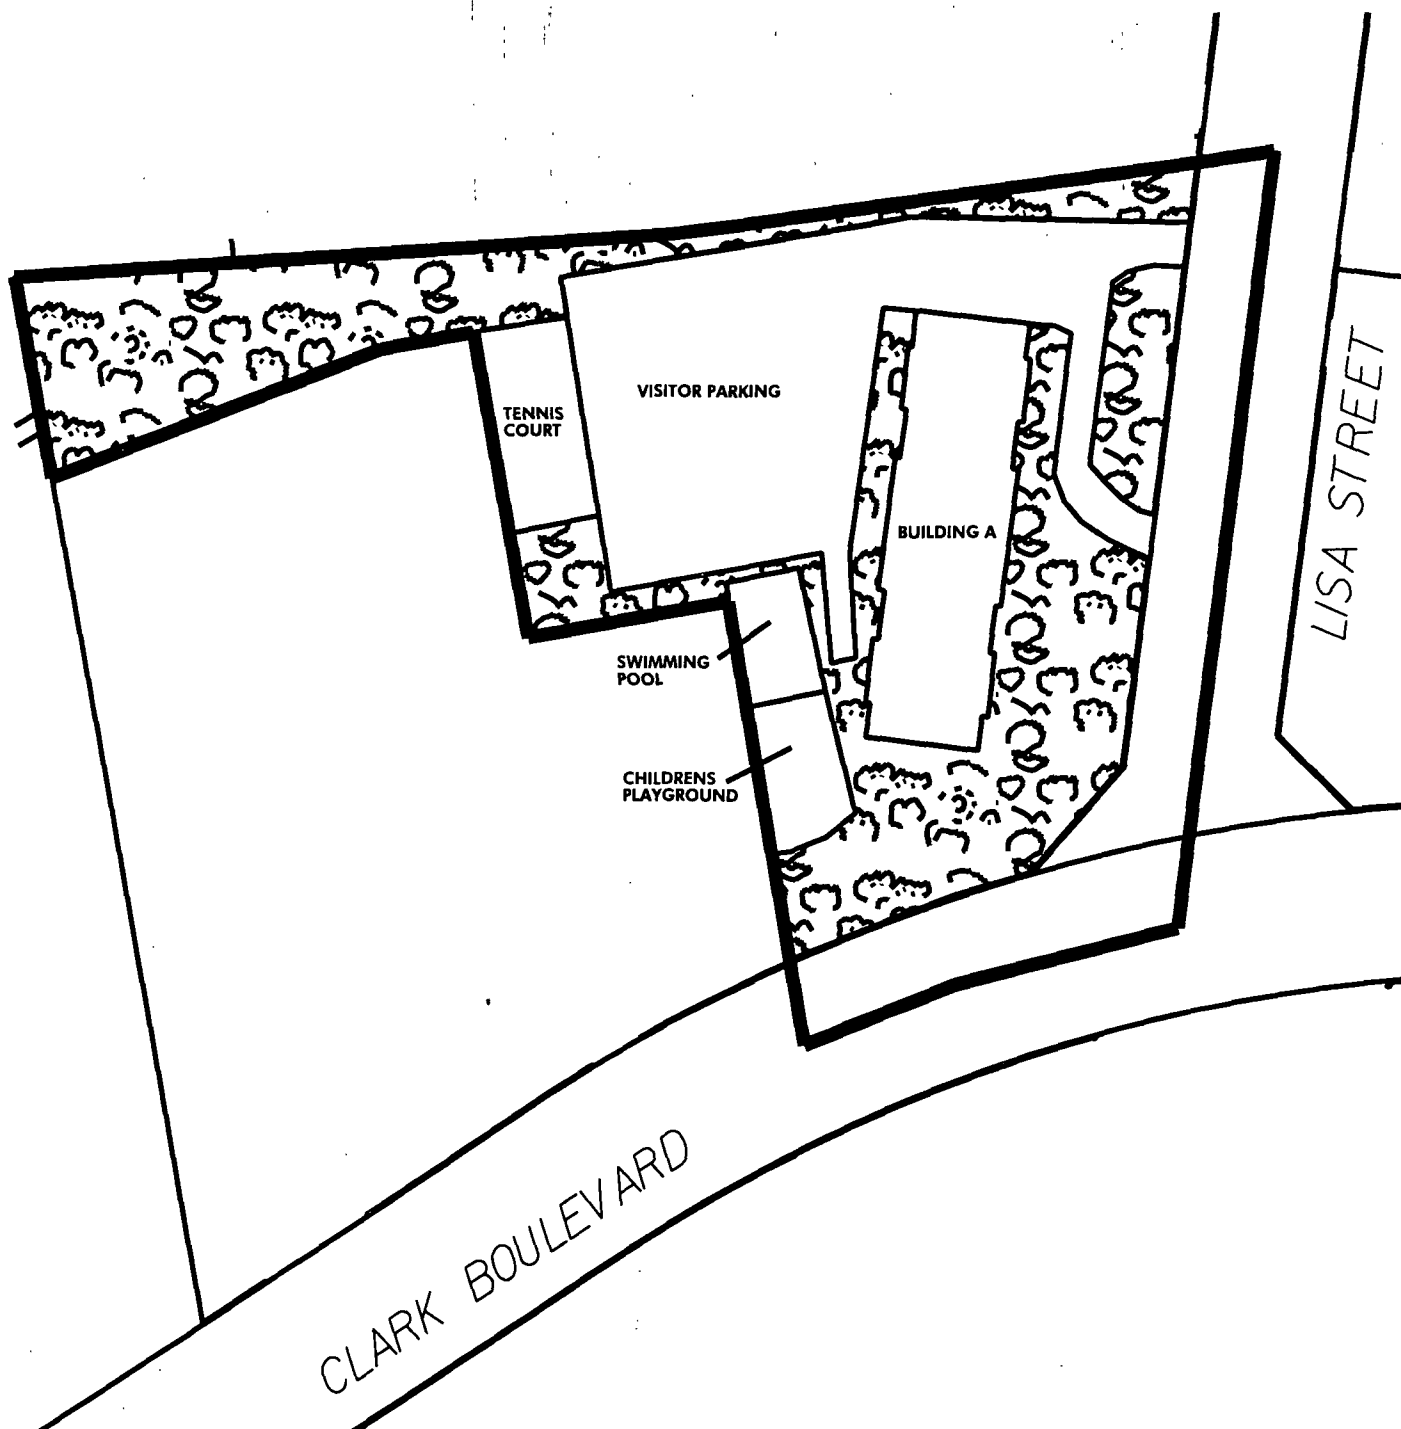 VISITOR PARKING
TENNIS
COURT
BUILDING A
LISA STREET
SWIMMING
POOL
CHILDRENS
PLAYGROUND
CLARK BOULEVARD